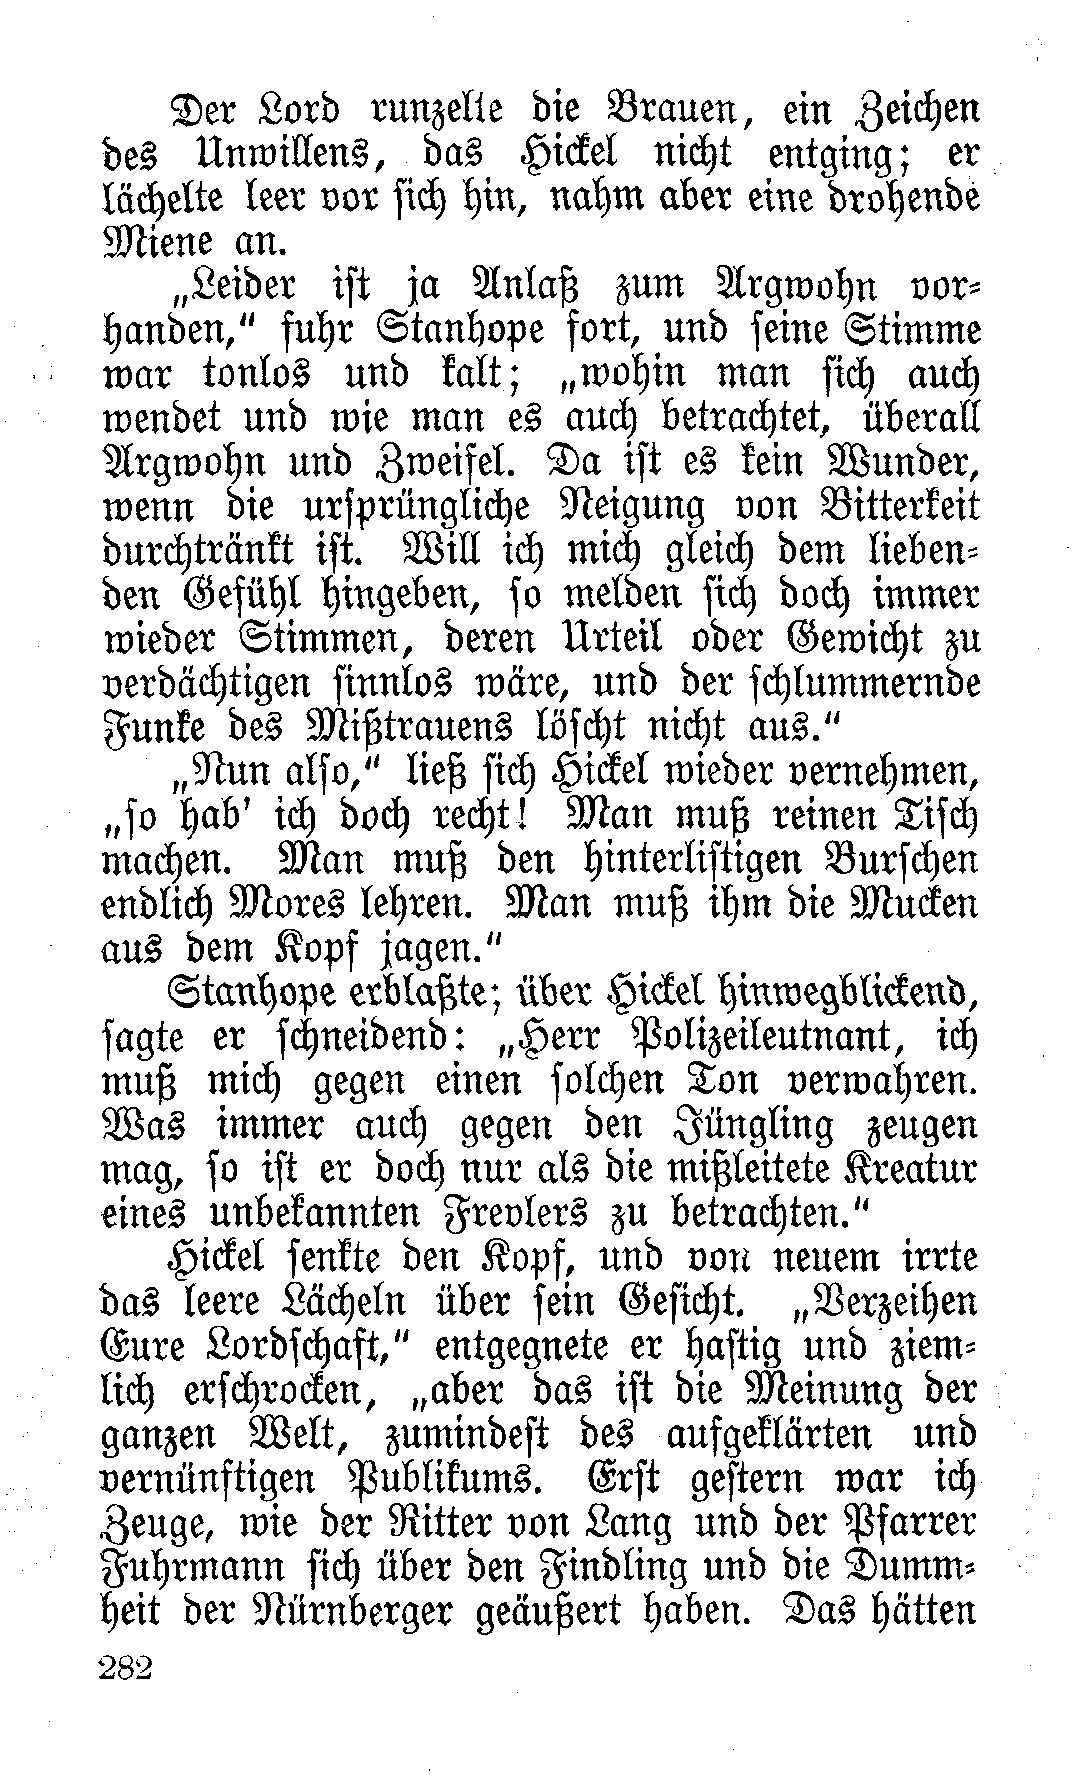 Der Lord runzelte die Brauen, ein Zeichen
des Unwillens, das Hickel nicht entging; er
lächelte leer vor sich hin, nahm aber eine drohende
Miene an.
„Leider ist ja Anlaß zum Argwohn vor-
handen,“ fuhr Stanhope fort, und seine Stimme
war tonlos und kalt; „wohin man sich auch
wendet und wie man es auch betrachtet, überall
Argwohn und Zweifel. Da ist es kein Wunder,
wenn die ursprüngliche Neigung von Bitterkeit
durchtränkt ist. Will ich mich gleich dem lieben-
den Gefühl hingeben, so melden sich doch immer
wieder Stimmen, deren Urteil oder Gewicht zu
verdächtigen sinnlos wäre, und der schlummernde
Funke des Mißtrauens löscht nicht aus.“
„Nun also,“ ließ sich Hickel wieder vernehmen,
„so hab' ich doch recht! Man muß reinen Tisch
machen. Man muß den hinterlistigen Burschen
endlich Mores lehren. Man muß ihm die Mucken
aus dem Kopf jagen.“
Stanhope erblaßte; über Hickel hinwegblickend,
sagte er schneidend: „Herr Polizeileutnant, ich
muß mich gegen einen solchen Ton verwahren.
Was immer auch gegen den Jüngling zeugen
mag, so ist er doch nur als die mißleitete Kreatur
eines unbekannten Frevlers zu betrachten.“
Hickel senkte den Kopf, und von neuem irrte
das leere Lächeln über sein Gesicht. „Verzeihen
Eure Lordschaft,“ entgegnete er hastig und ziem-
lich erschrocken, „aber das ist die Meinung der
ganzen Welt, zumindest des aufgeklärten und
vernünftigen Publikums. Erst gestern war ich
Zeuge, wie der Ritter von Lang und der Pfarrer
Fuhrmann sich über den Findling und die Dumm-
heit der Nürnberger geäußert haben. Das hätten
282